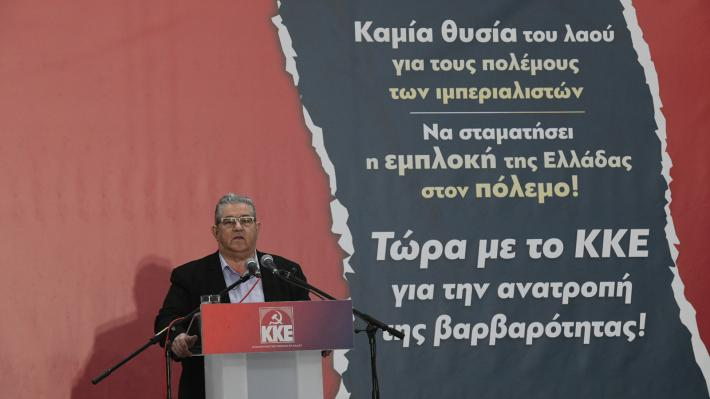 Καμία θυσία του λαού
για τους πολέμους
των ιμπεριαλιστών
Να σταματήσει
η εμπλοκή της Ελλάδας
στον πόλεμο!
Τώρα με το ΚΚΕ
για την ανατροπή
της βαρβαρότητας!
ΚΚΕ